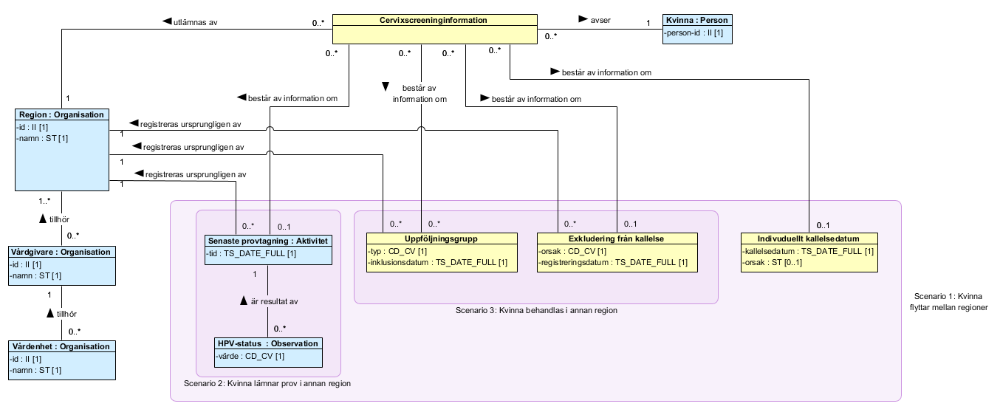 Cervixscreeninginformation
Kvinna : Person
-person-id : II [1]
utlämnas av
0..*
avser
1
0..*
0..*
0..*
0..*
0..*
består av information om
består av
information om
består av information om
består av information om
1
Region : Organisation
-id : II [1]
-namn : ST [1]
registreras ursprungligen av
1
registreras ursprungligen av
1
registreras ursprungligen av
1
1..*
tillhör
0..*
Vårdgivare : Organisation
-id : II [1]
-namn : ST [1]
1
tillhör
0..*
Vårdenhet : Organisation
-id : II [1]
-namn : ST [1]
0..*
0..1
Senaste provtagning : Aktivitet
-tid : TS_DATE_FULL [1]
1
är resultat av
0..*
HPV-status : Observation
-värde : CD_CV [1]
Scenario 2: Kvinna lämnar prov i annan region
0..*
0..*
Uppföljningsgrupp
-typ : CD_CV [1]
-inklusionsdatum : TS_DATE_FULL [1]
0..*
0..1
Exkludering från kallelse
-orsak : CD_CV [1]
-registreringsdatum : TS_DATE_FULL [1]
Scenario 3: Kvinna behandlas i annan region
0..1
Indivuduellt kallelsedatum
-kallelsedatum : TS_DATE_FULL [1]
-orsak : ST [0..1]
Scenario 1: Kvinna
flyttar mellan regioner